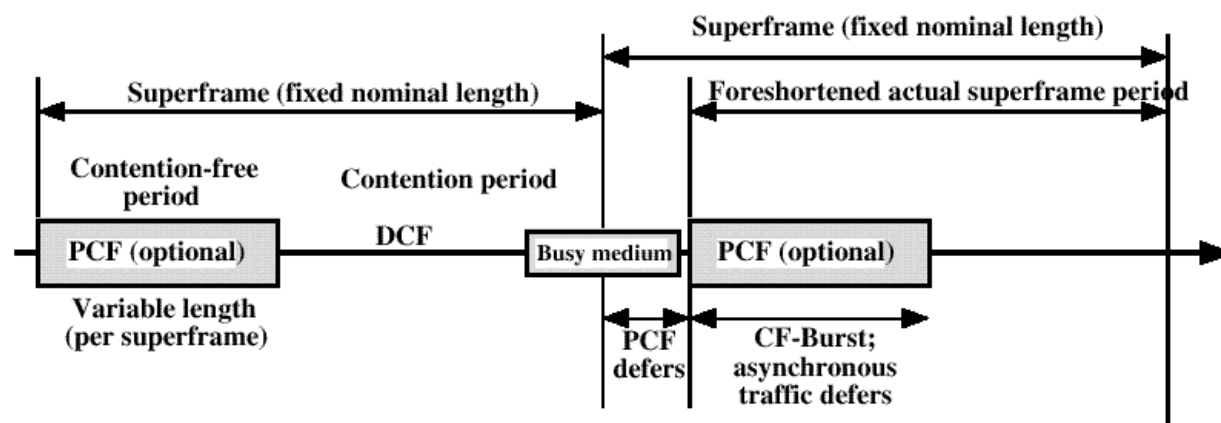 Superframe (fixed nominal length)
Superframe (fixed nominal length)
Foreshortened actual superframe period
Contention-free
period
Contention period
PCF (optional)
DCF
Busy medium
PCF (optional)
Variable length
(per superframe)
PCF
defers
CF-Burst;
asynchronous
traffic defers